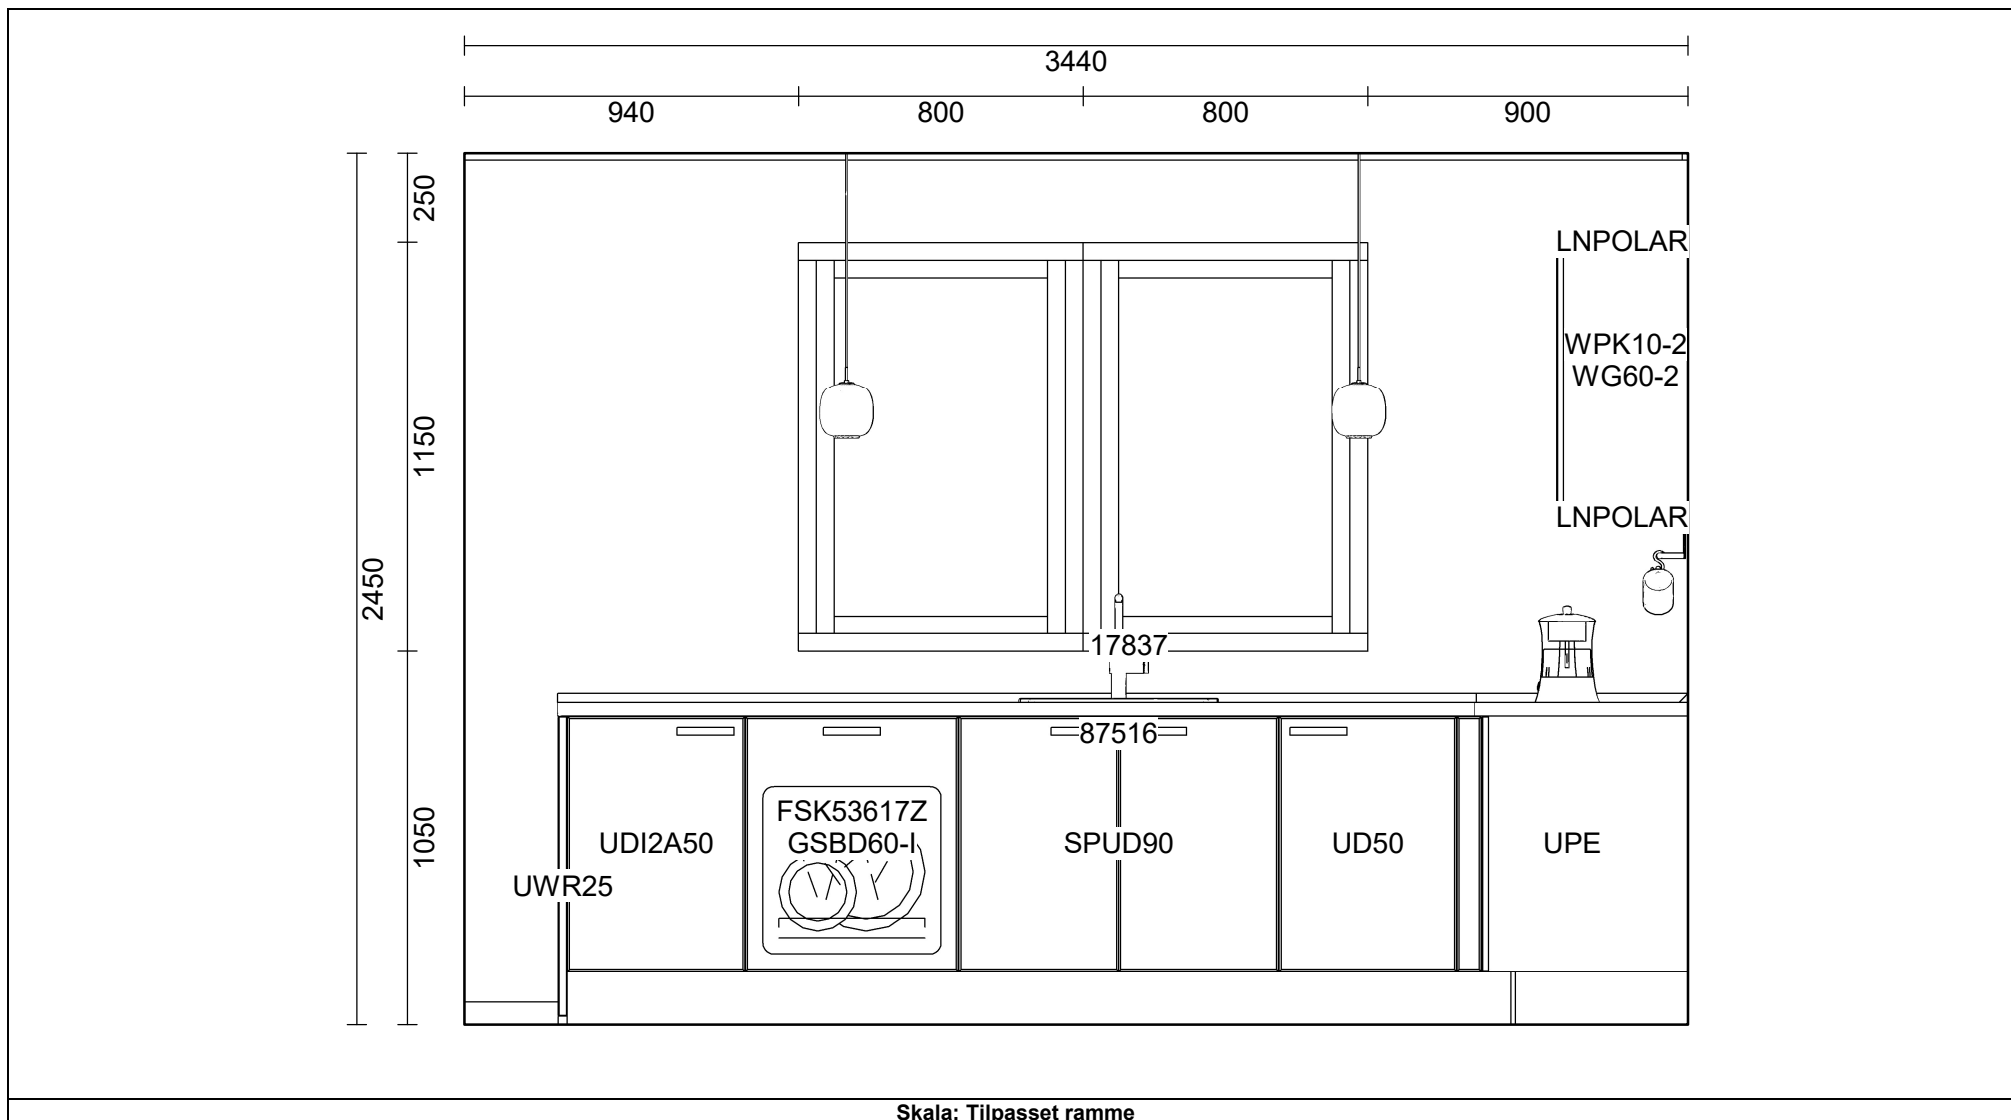 3440
940
800
800
900
250
1150
2450
1050
LNPOLAR
WPK10-2
WG60-2
LNPOLAR
17837
87516
FSK53617Z
GSBD60-I
UDI2A50
SPUD90
UD50
UPE
UWR25
Skala: Tilpasset ramme